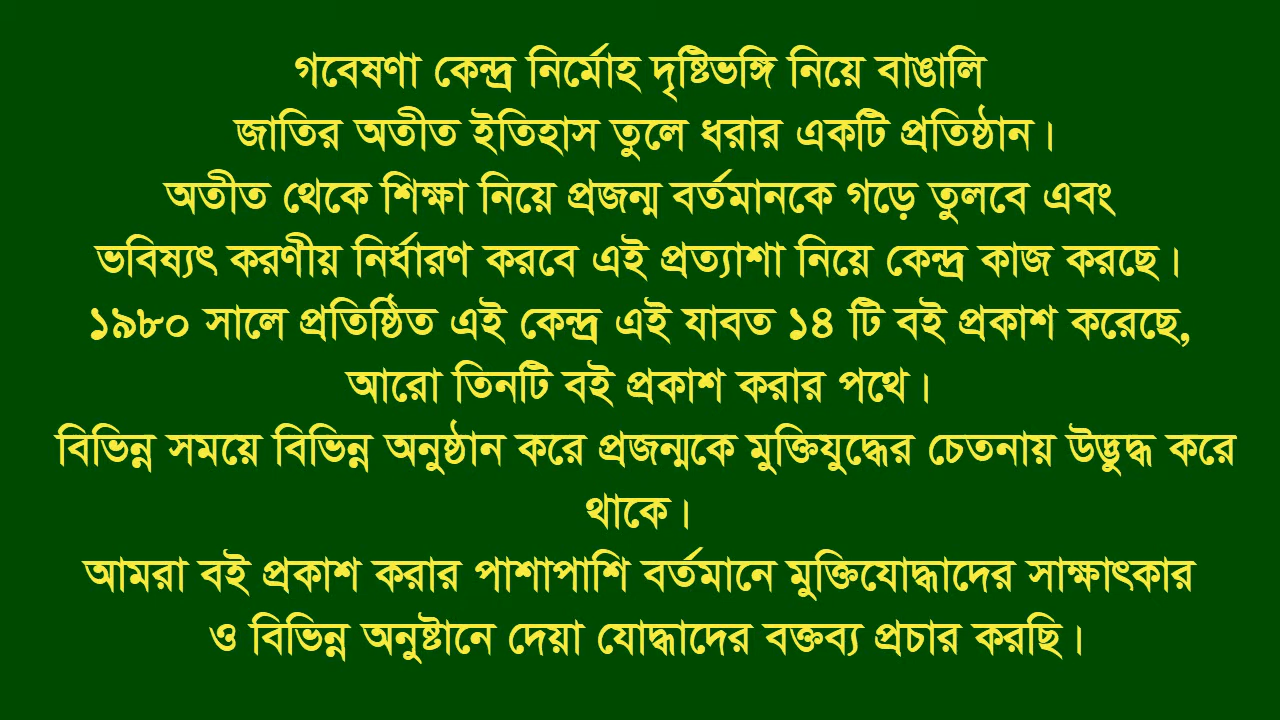 গবেষণা কেন্দ্র নির্মোহ দৃষ্টিভঙ্গি নিয়ে বাঙালি
জাতির অতীত ইতিহাস তুলে ধরার একটি প্রতিষ্ঠান।
অতীত থেকে শিক্ষা নিয়ে প্রজন্ম বর্তমানকে গড়ে তুলবে এবং
ভবিষ্যৎ করণীয় নির্ধারণ করবে এই প্রত্যাশা নিয়ে কেন্দ্র কাজ করছে।
১৯৮০ সালে প্রতিষ্ঠিত এই কেন্দ্র এই যাবত ১৪ টি বই প্রকাশ করেছে,
আরো তিনটি বই প্রকাশ করার পথে।
বিভিন্ন সময়ে বিভিন্ন অনুষ্ঠান করে প্রজন্মকে মুক্তিযুদ্ধের চেতনায় উদ্ভুদ্ধ করে
থাকে।
আমরা বই প্রকাশ করার পাশাপাশি বর্তমানে মুক্তিযোদ্ধাদের সাক্ষাৎকার
ও বিভিন্ন অনুষ্টানে দেয়া যোদ্ধাদের বক্তব্য প্রচার করছি।